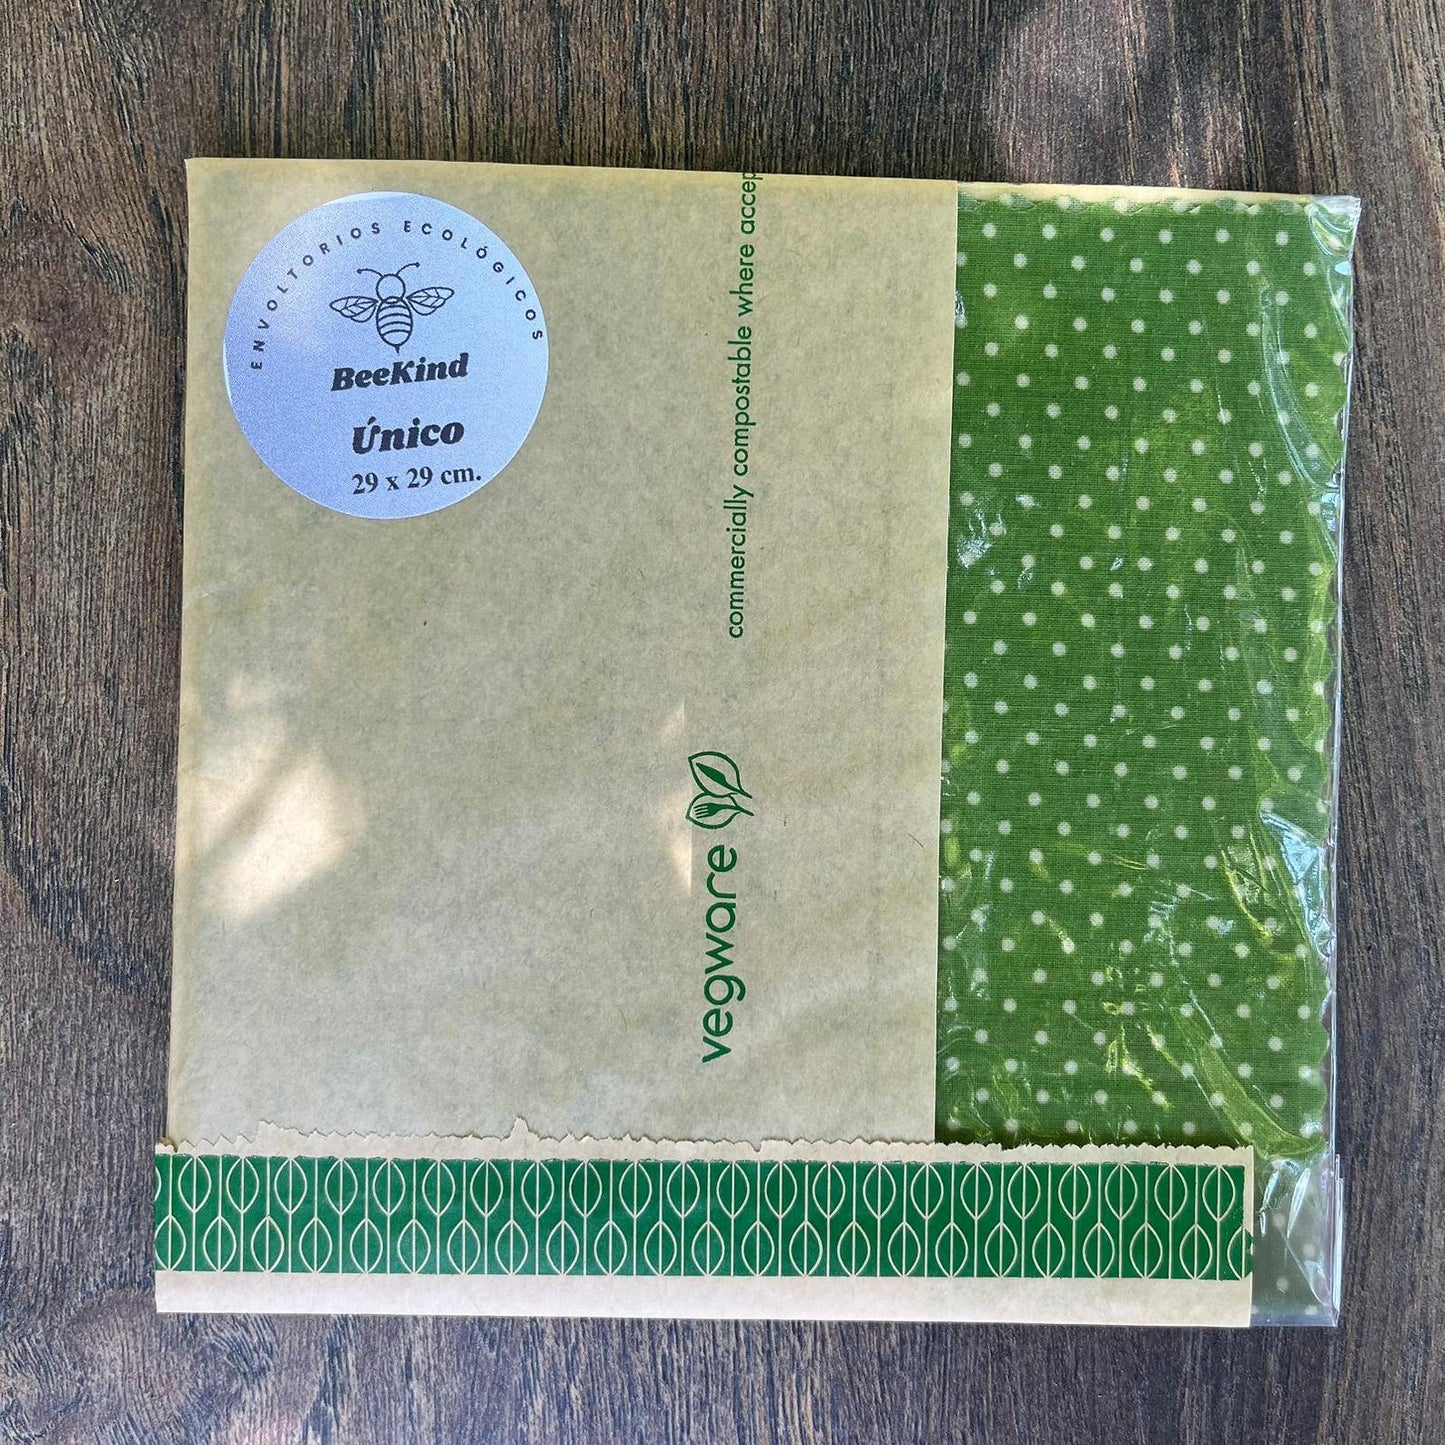 ENVOLTORIOS ECOLÓGICOS
BeeKind
Único
29 x 29 cm.
commercially compostable where accep
vegware